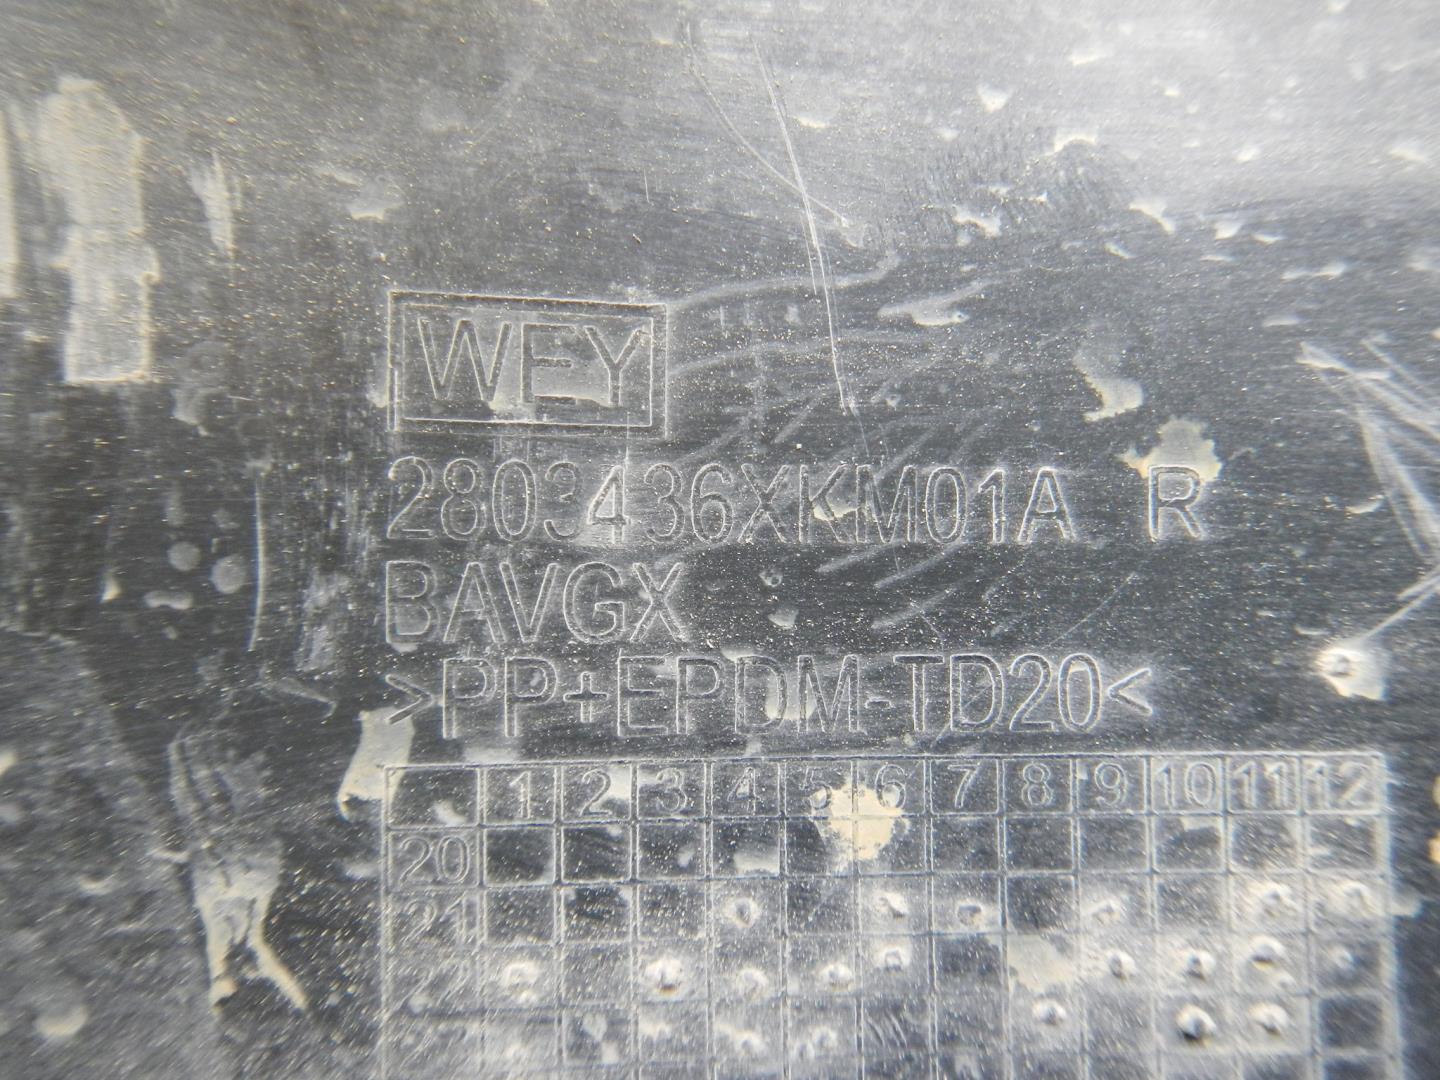 WEY
2803436XKM01A R
BAVGX
>PP+EPDM-TD20<
1 2 3 4 5 6 7 8 9 10 11 12
20
21
22